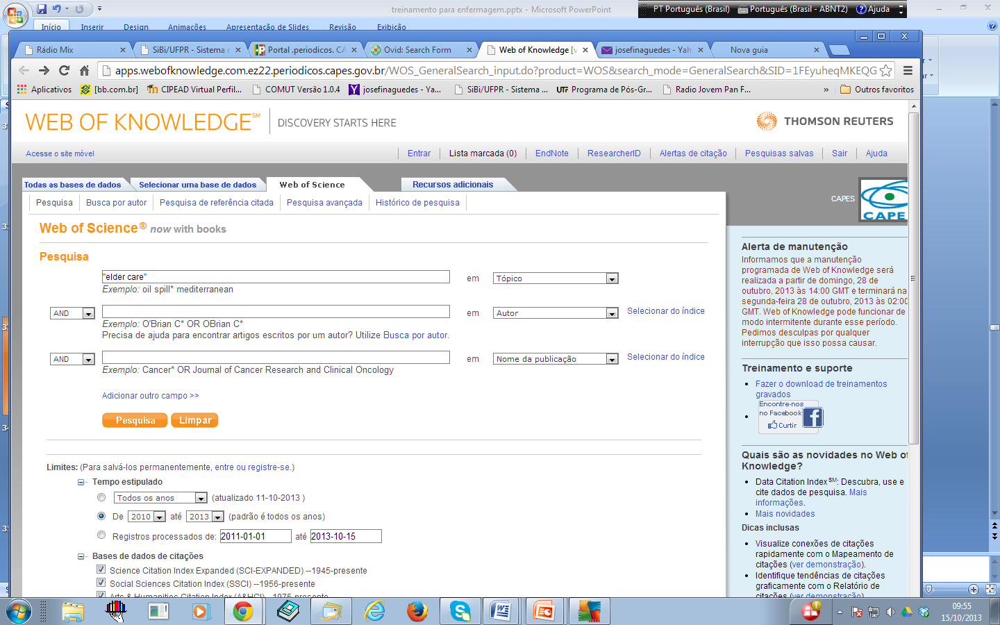 treinamento para enfermagem.pptx - Microsoft PowerPoint
PT Português (Brasil) Português (Brasil - ABNT2) Ajuda
Início Inserir Design Animações Apresentação de Slides Revisão Exibição
Rádio Mix
SiBi/UFPR - Sistema
Portal .periodicos. CA
Ovid: Search Form
Web of Knowledge [v
josefinaguedes - Yah
Nova guia
apps.webofknowledge.com.ez22.periodicos.capes.gov.br/WOS_GeneralSearch_input.do?product=WOS&search_mode=GeneralSearch&SID=1FEyuheqMKEQG
Aplicativos [bb.com.br] CIPEAD Virtual Perfil... COMUT Versão 1.0.4 josefinaguedes - Ya... SiBi/UFPR - Sistema ... UTF Programa de Pós-Gr... Radio Jovem Pan F... » Outros favoritos
WEB OF KNOWLEDGE SM DISCOVERY STARTS HERE
THOMSON REUTERS
Acesse o site móvel
Entrar Lista marcada (0) EndNote ResearcherID Alertas de citação Pesquisas salvas Sair Ajuda
Todas as bases de dados Selecionar uma base de dados Web of Science Recursos adicionais
Pesquisa Busca por autor Pesquisa de referência citada Pesquisa avançada Histórico de pesquisa
CAPES
CAPE
Web of Science® now with books
Pesquisa
"elder care" em Tópico
Exemplo: oil spill* mediterranean
AND em Autor Selecionar do índice
Exemplo: O'Brian C* OR OBrian C*
Precisa de ajuda para encontrar artigos escritos por um autor? Utilize Busca por autor.
AND em Nome da publicação Selecionar do índice
Exemplo: Cancer* OR Journal of Cancer Research and Clinical Oncology
Adicionar outro campo >>
Pesquisa Limpar
Limites: (Para salvá-los permanentemente, entre ou registre-se.)
Tempo estipulado
Todos os anos (atualizado 11-10-2013 )
De 2010 até 2013 (padrão é todos os anos)
Registros processados de: 2011-01-01 até 2013-10-15
Bases de dados de citações
Science Citation Index Expanded (SCI-EXPANDED) --1945-presente
Social Sciences Citation Index (SSCI) --1956-presente
Arts & Humanities Citation Index (A&HCI) --1975-presente
Alerta de manutenção
Informamos que a manutenção
programada de Web of Knowledge será
realizada a partir de domingo, 28 de
outubro, 2013 às 14:00 GMT e terminará na
segunda-feira 28 de outubro, 2013 às 02:00
GMT. Web of Knowledge pode funcionar de
modo intermitente durante esse período.
Pedimos desculpas por qualquer
interrupção que isso possa causar.
Treinamento e suporte
Fazer o download de treinamentos
gravados
Encontre-nos
no Facebook
Curtir
Quais são as novidades no Web of
Knowledge?
Data Citation Index SM: Descubra, use e
cite dados de pesquisa. Mais
informações.
Mais novidades
Dicas inclusas
Visualize conexões de citações
rapidamente com o Mapeamento de
citações (ver demonstração).
Identifique tendências de citações
graficamente com o Relatório de
citações (ver demonstração)
09:55
15/10/2013